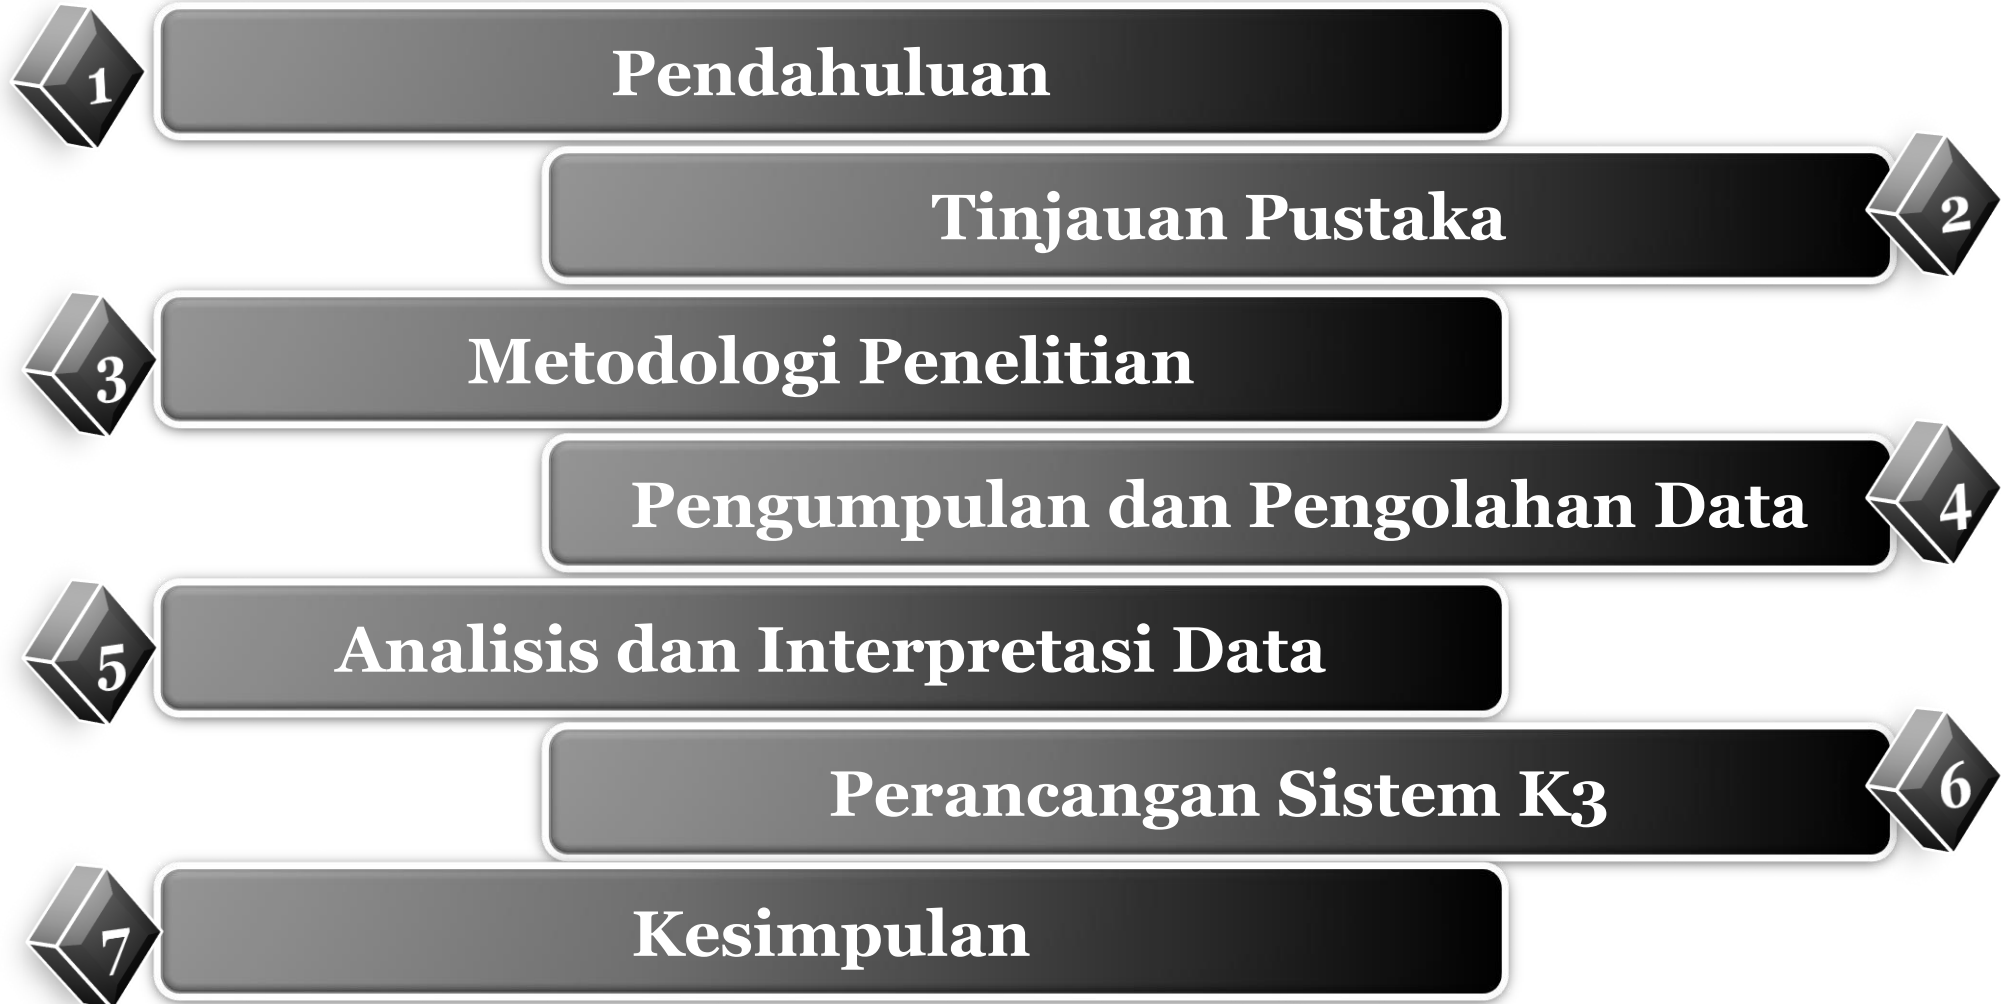 1 Pendahuluan
Tinjauan Pustaka 2
3 Metodologi Penelitian
Pengumpulan dan Pengolahan Data 4
5 Analisis dan Interpretasi Data
Perancangan Sistem K3 6
7 Kesimpulan